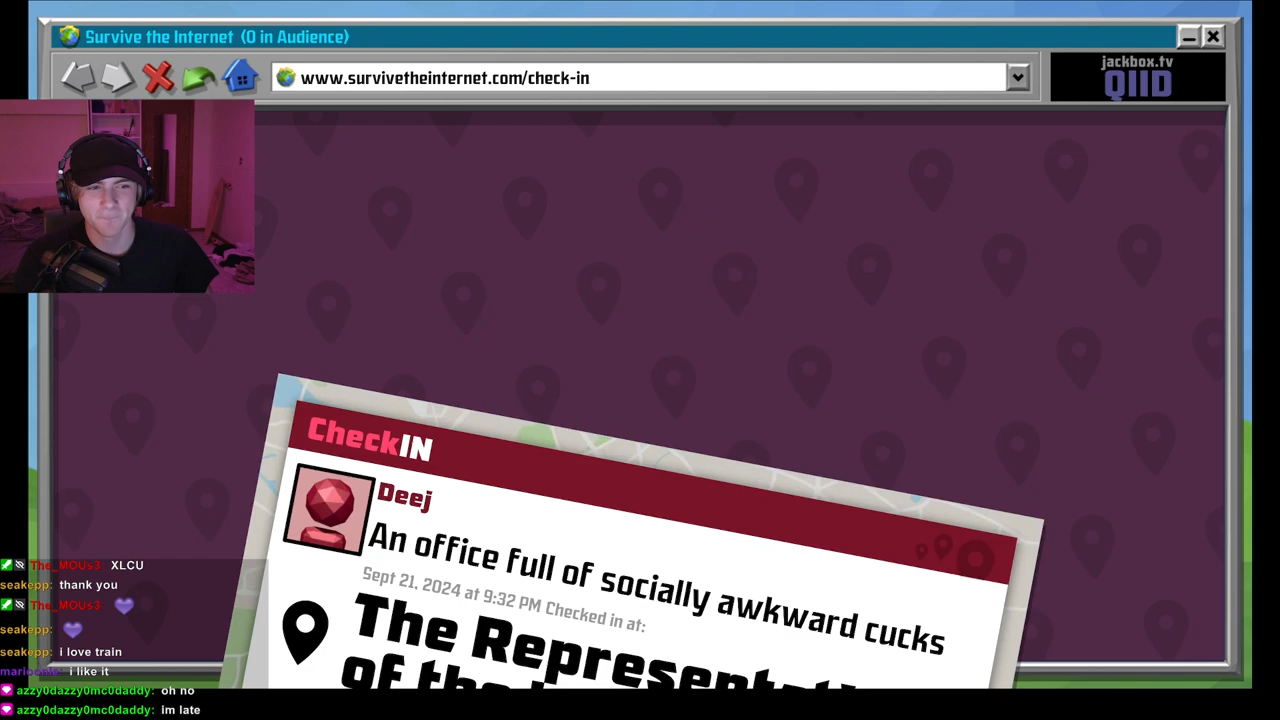 Survive the Internet (0 in Audience)
www.survivetheinternet.com/check-in
jackbox.tv
QIID
CheckIN
Deej
An office full of socially awkward cucks
Sept 21, 2024 at 9:32 PM Checked in at:
The
of the
The_MOUs3: XLCU
seakepp: thank you
The_MOUs3:
seakepp:
seakepp: i love train
i like it
azzy0dazzy0mc0daddy: oh no
azzy0dazzy0mc0daddy: im late